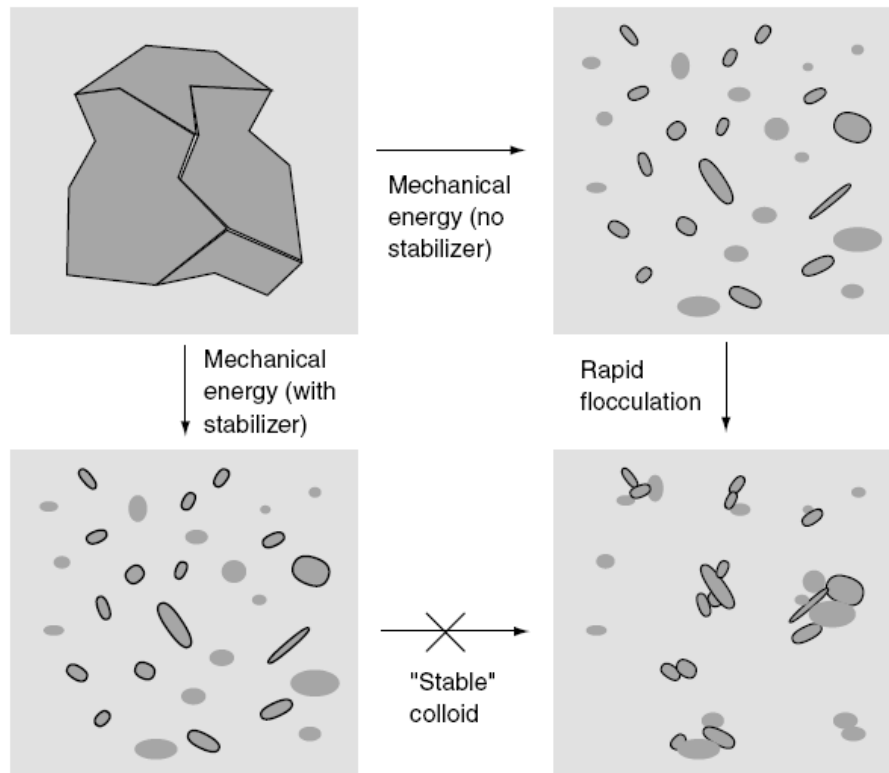 Mechanical
energy (no
stabilizer)
Mechanical
energy (with
stabilizer)
Rapid
flocculation
"Stable"
colloid